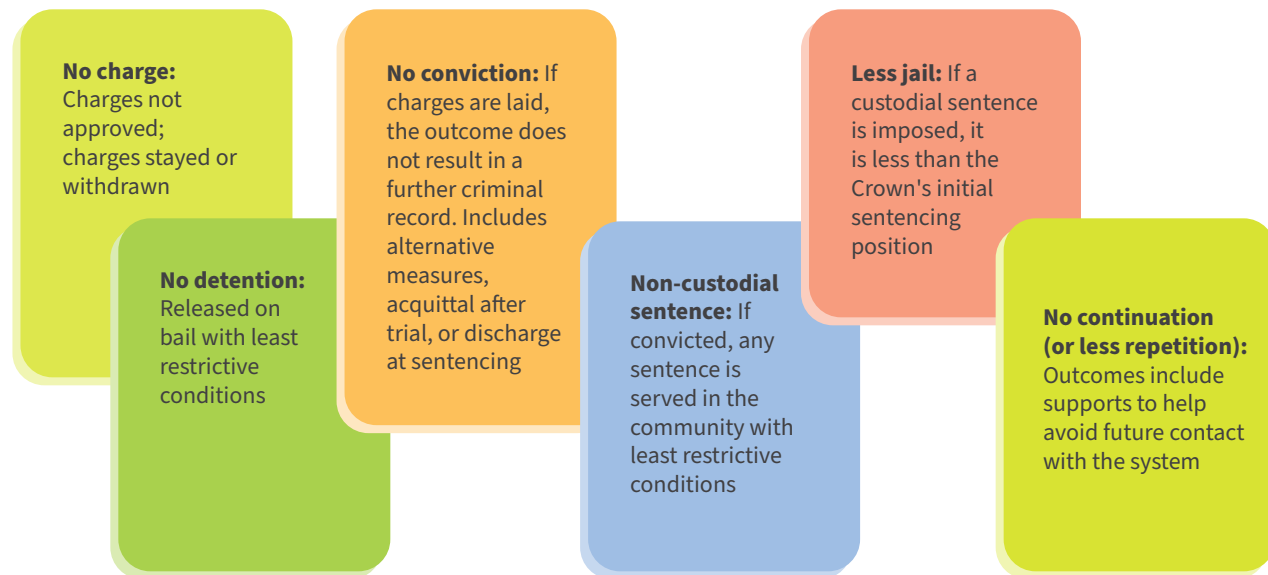 No charge:
Charges not
approved;
charges stayed or
withdrawn
No detention:
Released on
bail with least
restrictive
conditions
No conviction: If
charges are laid,
the outcome does
not result in a
further criminal
record. Includes
alternative
measures,
acquittal after
trial, or discharge
at sentencing
Non-custodial
sentence: If
convicted, any
sentence is
served in the
community with
least restrictive
conditions
Less jail: If a
custodial sentence
is imposed, it
is less than the
Crown's initial
sentencing
position
No continuation
(or less repetition):
Outcomes include
supports to help
avoid future contact
with the system